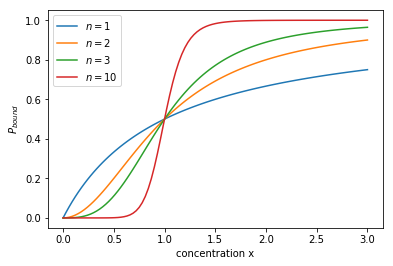 1.0
0.8
0.6
0.4
0.2
0.0
P_bound
n = 1
n = 2
n = 3
n = 10
0.0 0.5 1.0 1.5 2.0 2.5 3.0
concentration x